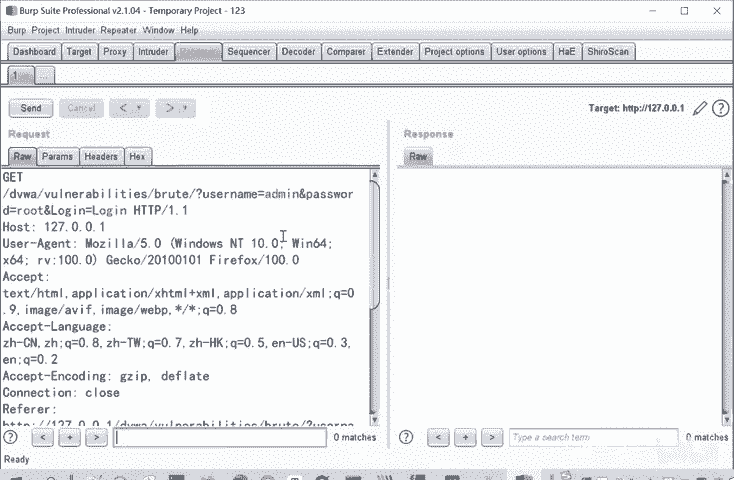 Burp Suite Professional v2.1.04 - Temporary Project - 123
Burp Project Intruder Repeater Window Help
Dashboard Target Proxy Intruder Sequencer Decoder Comparer Extender Project options User options HaE ShiroScan
1 ...
Send Cancel < > Target: http://127.0.0.1
Request Response
Raw Params Headers Hex Raw
GET
/dvwa/vulnerabilities/brute/?username=admin&passwor
d=root&Login=Login HTTP/1.1
Host: 127.0.0.1
User-Agent: Mozilla/5.0 (Windows NT 10.0; Win64;
x64; rv:100.0) Gecko/20100101 Firefox/100.0
Accept:
text/html,application/xhtml+xml,application/xml;q=0
.9,image/avif,image/webp,*/*;q=0.8
Accept-Language:
zh-CN,zh;q=0.8,zh-TW;q=0.7,zh-HK;q=0.5,en-US;q=0.3,
en;q=0.2
Accept-Encoding: gzip, deflate
Connection: close
Referer:
http://127.0.0.1/dvwa/vulnerabilities/brute/?userna
? < + > 0 matches ? < + > Type a search term 0 matches
Ready